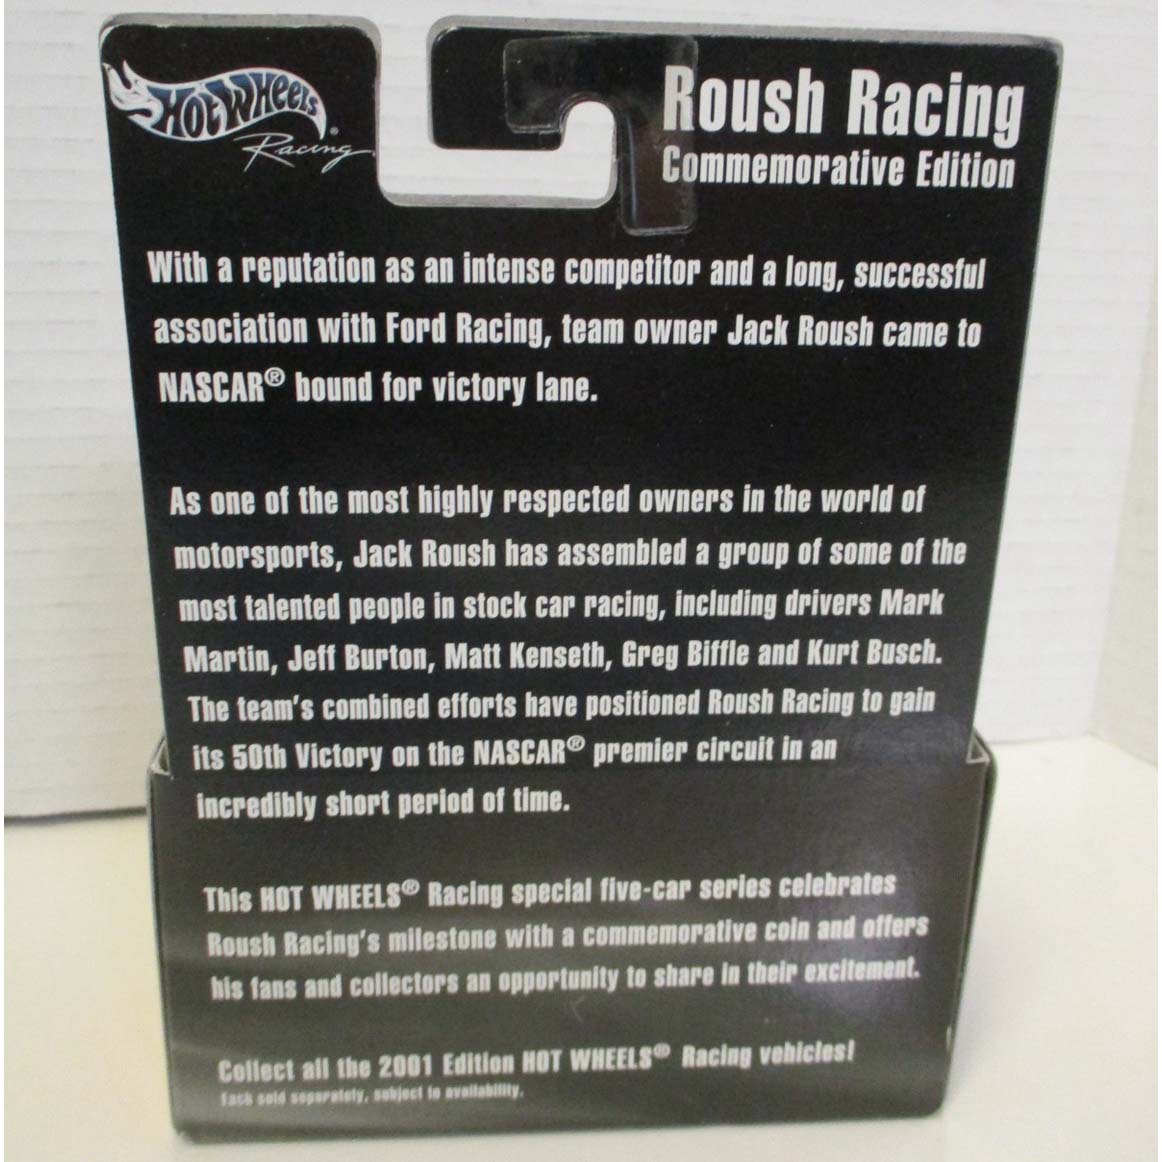 HOT WHEELS®
Racing
Roush Racing
Commemorative Edition
With a reputation as an intense competitor and a long, successful
association with Ford Racing, team owner Jack Roush came to
NASCAR® bound for victory lane.
As one of the most highly respected owners in the world of
motorsports, Jack Roush has assembled a group of some of the
most talented people in stock car racing, including drivers Mark
Martin, Jeff Burton, Matt Kenseth, Greg Biffle and Kurt Busch.
The team's combined efforts have positioned Roush Racing to gain
its 50th Victory on the NASCAR® premier circuit in an
incredibly short period of time.
This HOT WHEELS® Racing special five-car series celebrates
Roush Racing's milestone with a commemorative coin and offers
his fans and collectors an opportunity to share in their excitement.
Collect all the 2001 Edition HOT WHEELS® Racing vehicles!
Each sold separately, subject to availability.